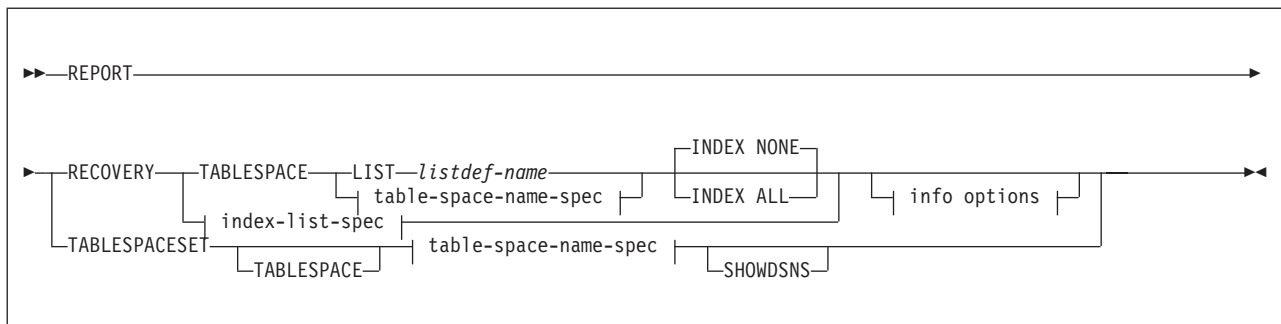 REPORT
INDEX NONE
RECOVERY TABLESPACE LIST listdef-name
table-space-name-spec INDEX ALL info options
index-list-spec
TABLESPACESET table-space-name-spec
TABLESPACE SHOWDSNS